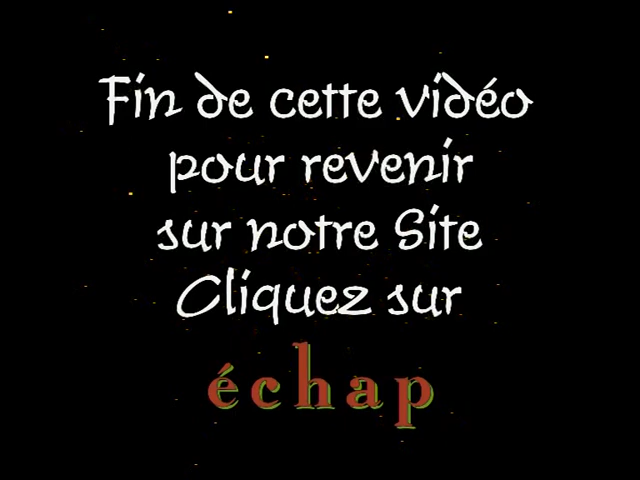 Fin de cette vidéo
pour revenir
sur notre Site
Cliquez sur
échap